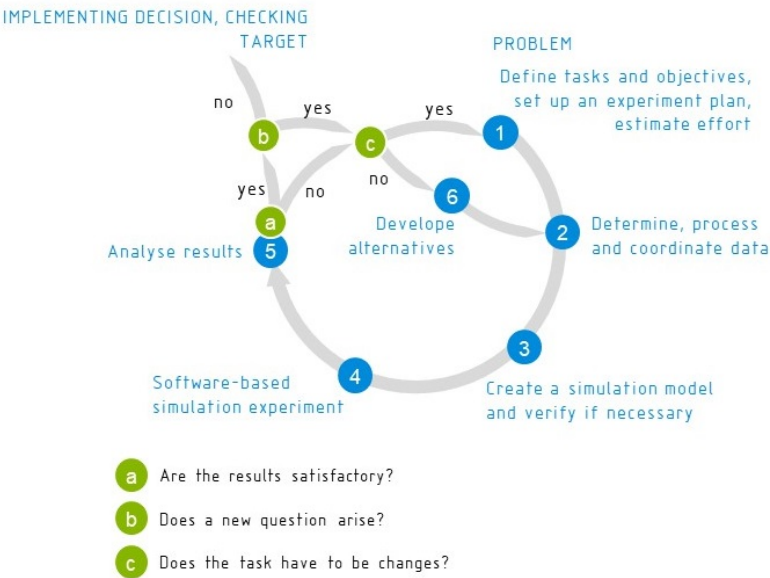 IMPLEMENTING DECISION, CHECKING
TARGET
PROBLEM
Define tasks and objectives,
set up an experiment plan,
estimate effort
no
yes
yes
b
c
1
no
yes
no
6
a
Develope
alternatives
2
Determine, process
and coordinate data
Analyse results
5
3
4
Software-based
simulation experiment
Create a simulation model
and verify if necessary
a Are the results satisfactory?
b Does a new question arise?
c Does the task have to be changes?